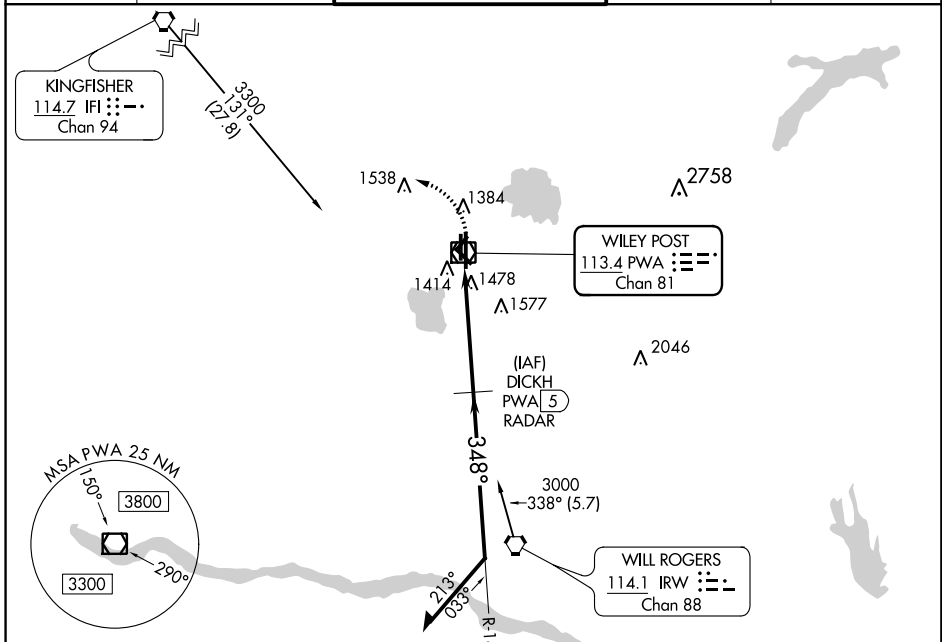 KINGFISHER
114.7 IFI
Chan 94
3300
131°
(27.8)
1538
1384
2758
WILEY POST
113.4 PWA
Chan 81
1414
1478
1577
2046
(IAF)
DICKH
PWA 5
RADAR
348°
3000
338° (5.7)
MSA PWA 25 NM
150°
3800
290°
3300
213°
033°
WILL ROGERS
114.1 IRW
Chan 88